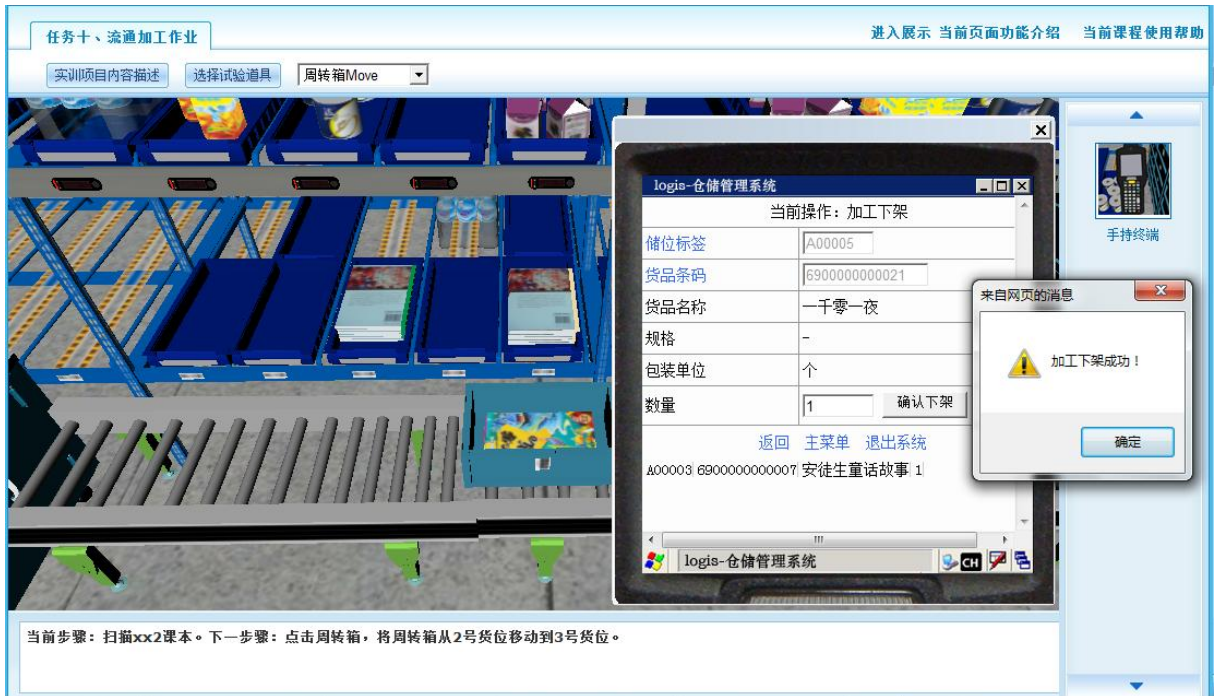 任务十、流通加工作业
进入展示 当前页面功能介绍 当前课程使用帮助
实训项目内容描述 选择试验道具 周转箱Move
手持终端
logis-仓储管理系统
当前操作：加工下架
储位标签 A00005
货品条码 6900000000021
货品名称 一千零一夜
规格 -
包装单位 个
数量 1 确认下架
返回 主菜单 退出系统
A00003 6900000000007 安徒生童话故事 1
logis-仓储管理系统 CH
来自网页的消息
加工下架成功！
确定
当前步骤：扫描xx2课本。下一步骤：点击周转箱，将周转箱从2号货位移动到3号货位。